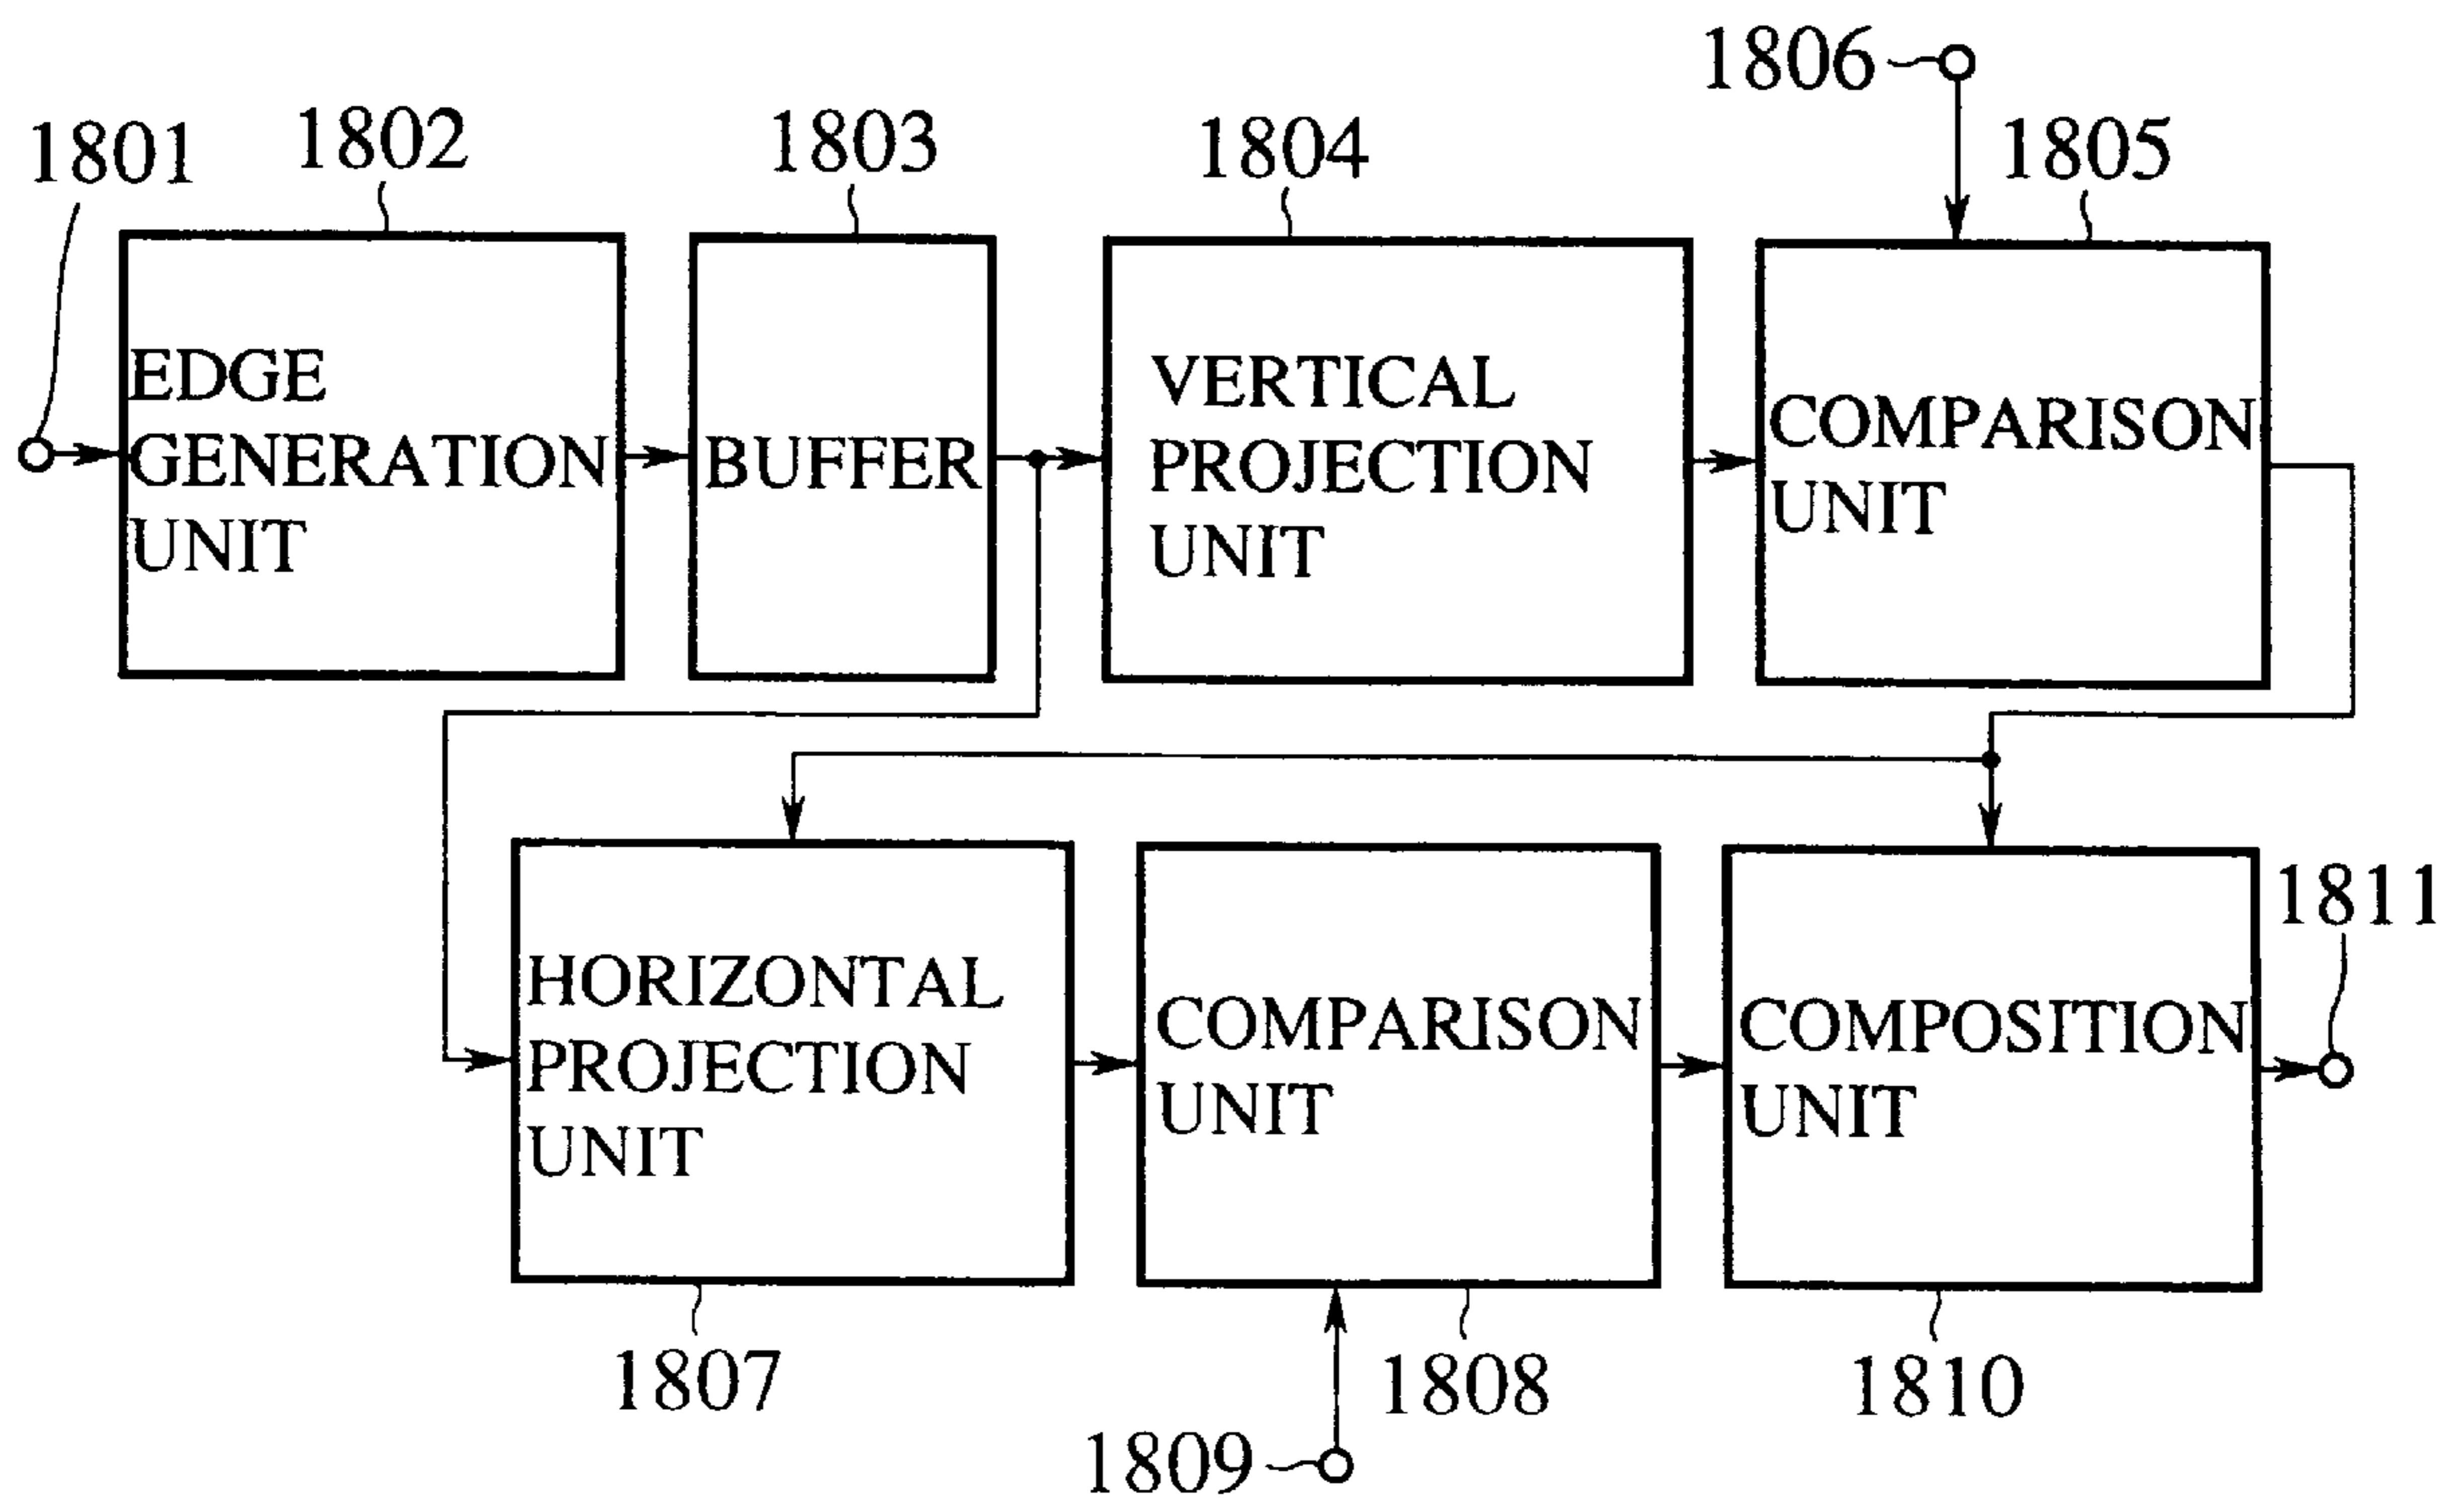 1806
1801
1802
1803
1804
1805
EDGE
GENERATION
UNIT
BUFFER
VERTICAL
PROJECTION
UNIT
COMPARISON
UNIT
HORIZONTAL
PROJECTION
UNIT
COMPARISON
UNIT
COMPOSITION
UNIT
1811
1807
1808
1810
1809